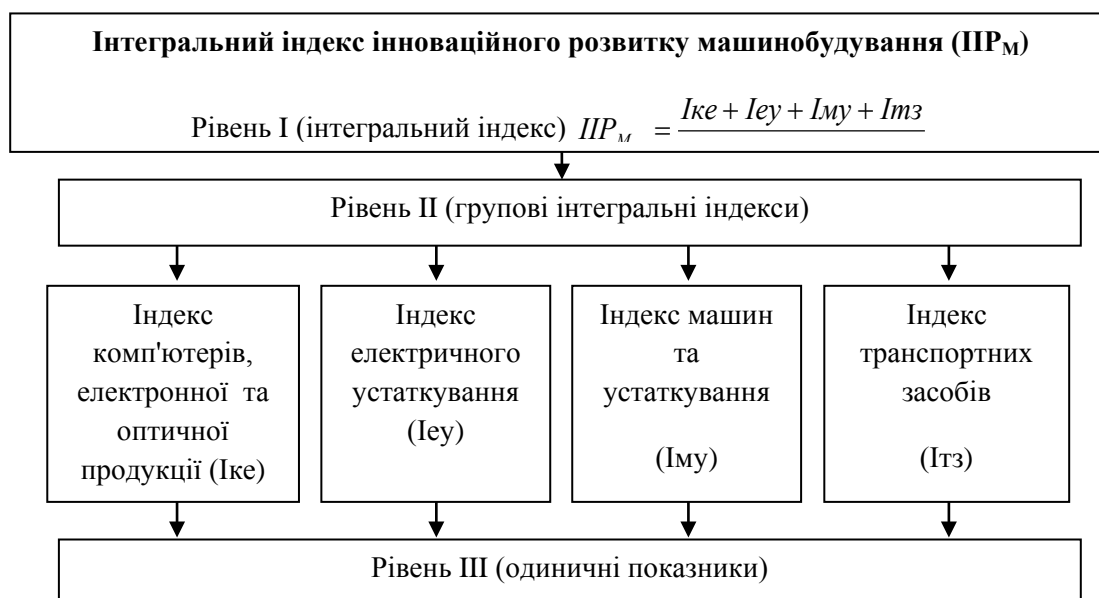 Інтегральний індекс інноваційного розвитку машинобудування (ІІРМ)
Рівень І (інтегральний індекс) ІІРМ = Іке + Іеу + Іму + Ітз
Рівень ІІ (групові інтегральні індекси)
Індекс
комп'ютерів,
електронної та
оптичної
продукції (Іке)
Індекс
електричного
устаткування
(Іеу)
Індекс машин
та
устаткування
(Іму)
Індекс
транспортних
засобів
(Ітз)
Рівень ІІІ (одиничні показники)